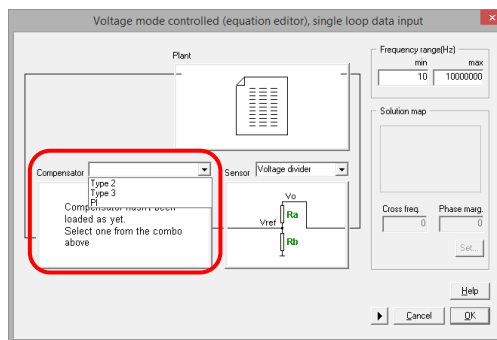 Voltage mode controlled (equation editor), single loop data input
×
Plant
Frequency range(Hz)
min max
10 10000000
Solution map
Compensator
Sensor Voltage divider
Type 2
Type 3
PI
Compensator hasn't been
loaded as yet.
Select one from the combo
above
Vo
Ra
Vref
Rb
Cross freq. Phase marg.
0 0
Set...
Help
Cancel OK